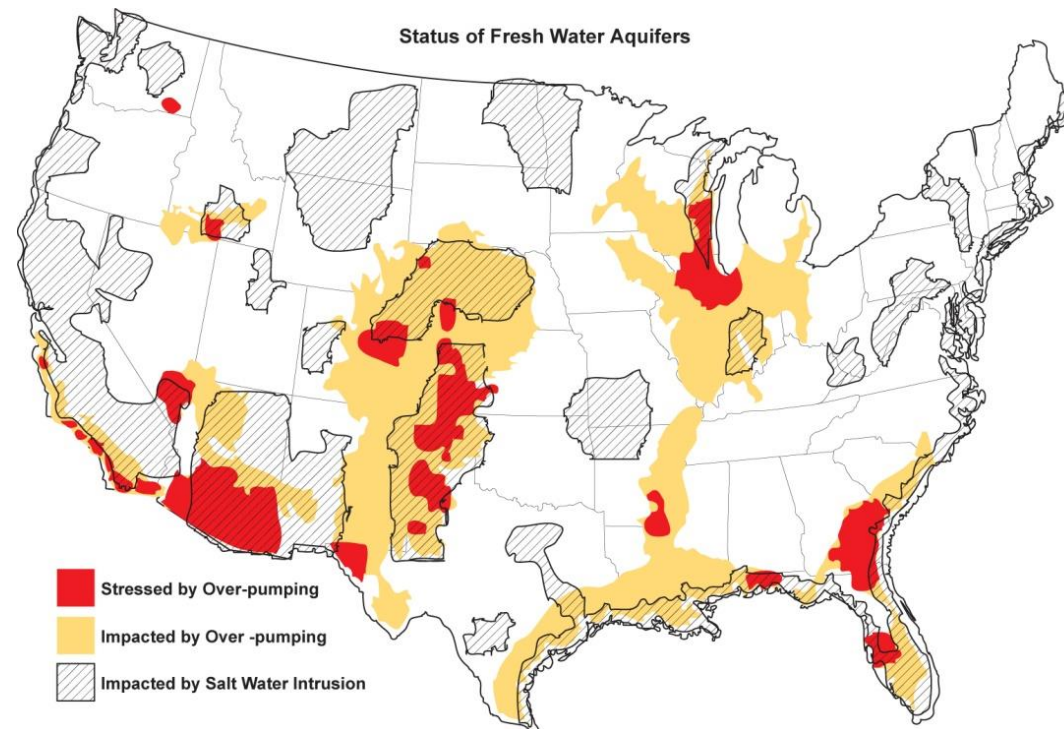 Status of Fresh Water Aquifers
Stressed by Over-pumping
Impacted by Over -pumping
Impacted by Salt Water Intrusion